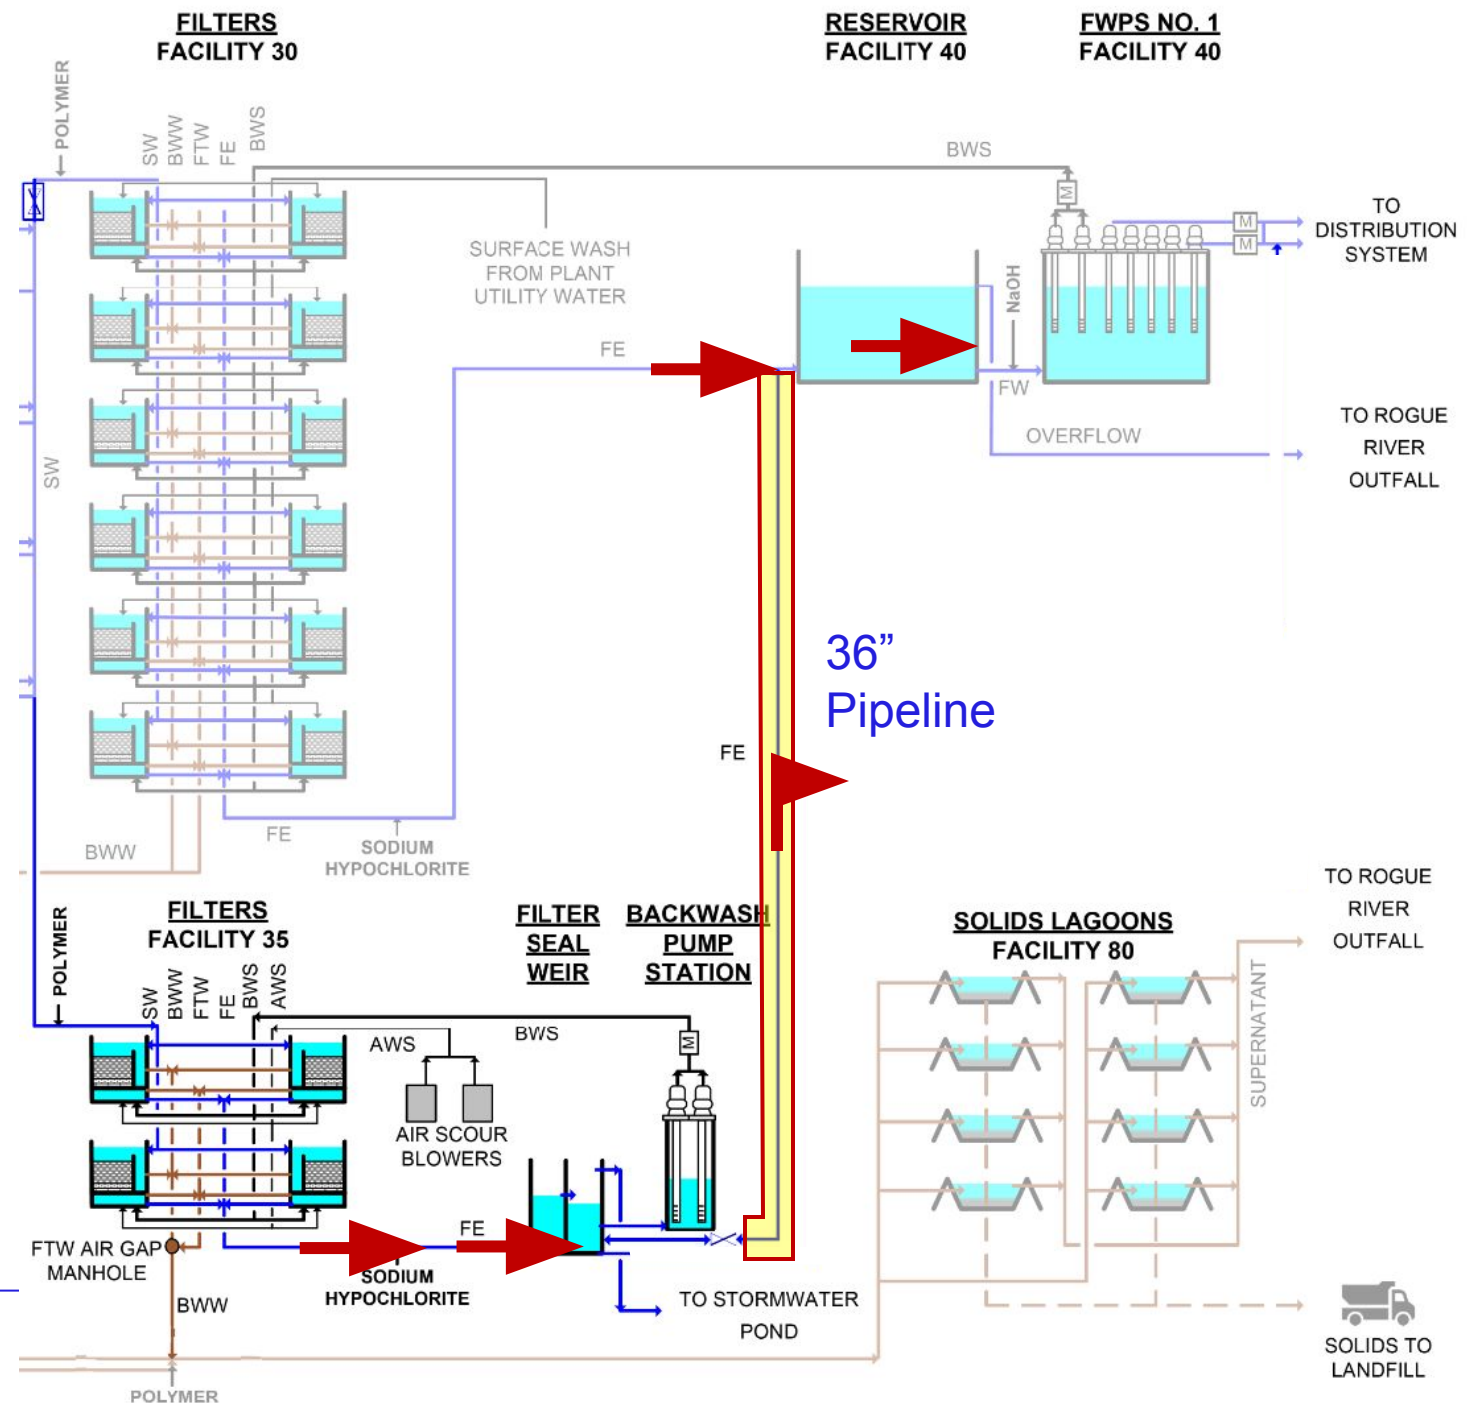 FILTERS
FACILITY 30
RESERVOIR
FACILITY 40
FWPS NO. 1
FACILITY 40
POLYMER
SW
BWW
FTW
FE
BWS
BWS
M
M
M
TO
DISTRIBUTION
SYSTEM
SURFACE WASH
FROM PLANT
UTILITY WATER
NaOH
FE
FW
OVERFLOW
TO ROGUE
RIVER
OUTFALL
SW
36”
Pipeline
FE
FE
SODIUM
HYPOCHLORITE
BWW
FILTERS
FACILITY 35
FILTER
SEAL
WEIR
BACKWASH
PUMP
STATION
SOLIDS LAGOONS
FACILITY 80
TO ROGUE
RIVER
OUTFALL
POLYMER
SW
BWW
FTW
FE
BWS
AWS
AWS
BWS
M
AIR SCOUR
BLOWERS
SUPERNATANT
FTW AIR GAP
MANHOLE
FE
SODIUM
HYPOCHLORITE
BWW
TO STORMWATER
POND
SOLIDS TO
LANDFILL
POLYMER